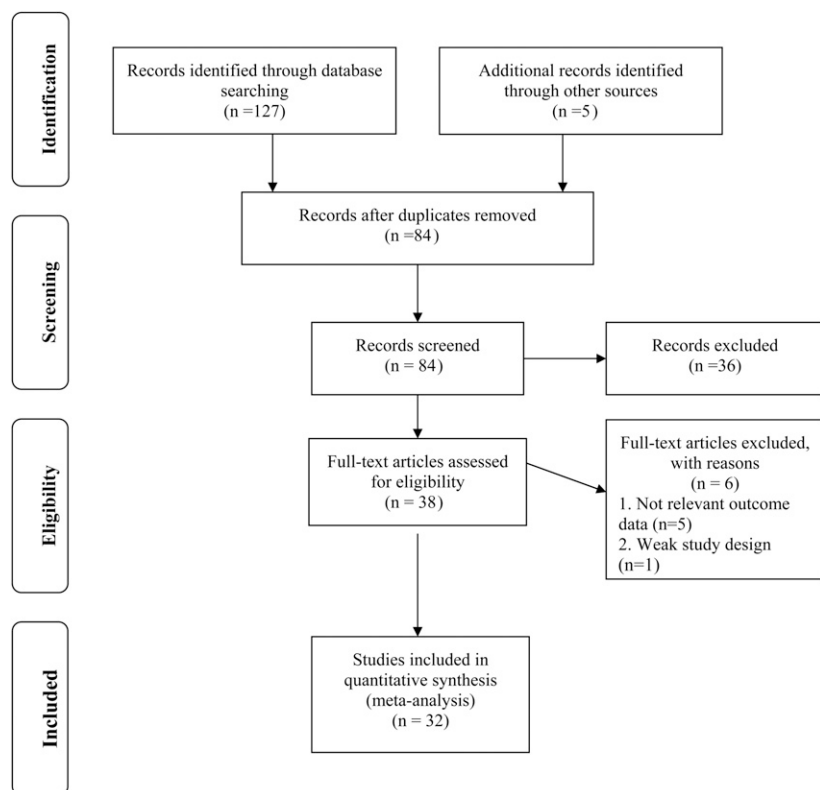 Identification
Records identified through database
searching
(n =127)
Additional records identified
through other sources
(n =5)
Records after duplicates removed
(n =84)
Screening
Records screened
(n = 84)
Records excluded
(n =36)
Eligibility
Full-text articles assessed
for eligibility
(n = 38)
Full-text articles excluded,
with reasons
(n = 6)
1. Not relevant outcome
data (n=5)
2. Weak study design
(n=1)
Included
Studies included in
quantitative synthesis
(meta-analysis)
(n = 32)